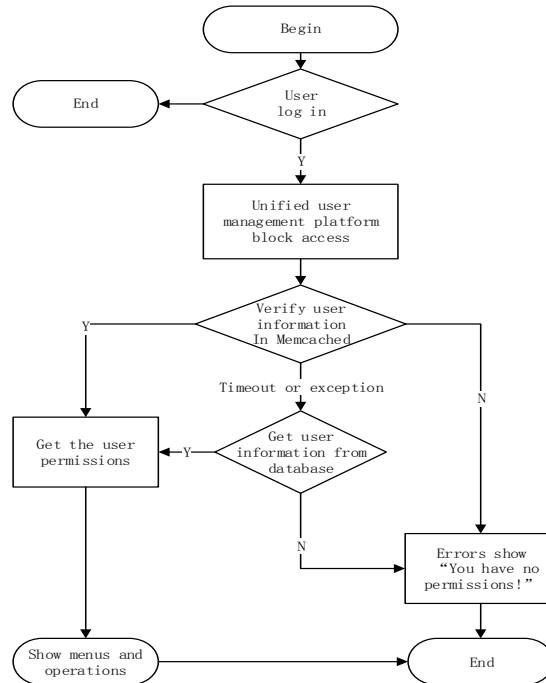 Begin
User
log in
End
Y
Unified user
management platform
block access
Verify user
information
In Memcached
Y
Timeout or exception
N
Get the user
permissions
Y
Get user
information from
database
N
Errors show
“You have no
permissions!”
Show menus and
operations
End